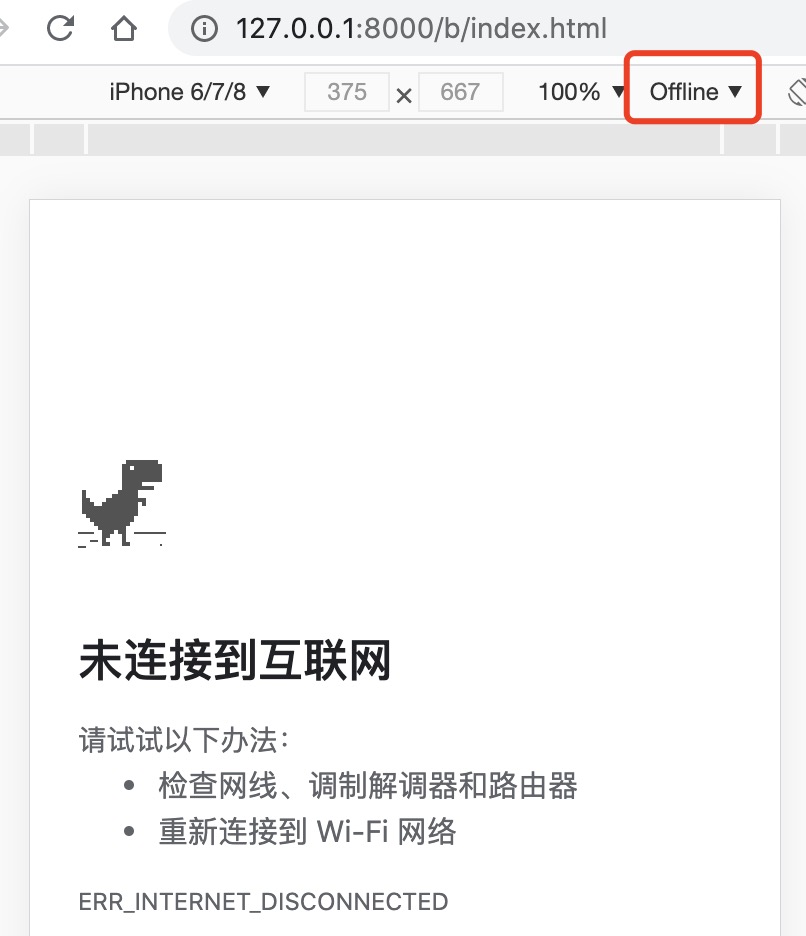 127.0.0.1:8000/b/index.html
iPhone 6/7/8 ▼ 375 × 667 100% ▼ Offline ▼
未连接到互联网
请试试以下办法：
• 检查网线、调制解调器和路由器
• 重新连接到 Wi-Fi 网络
ERR_INTERNET_DISCONNECTED